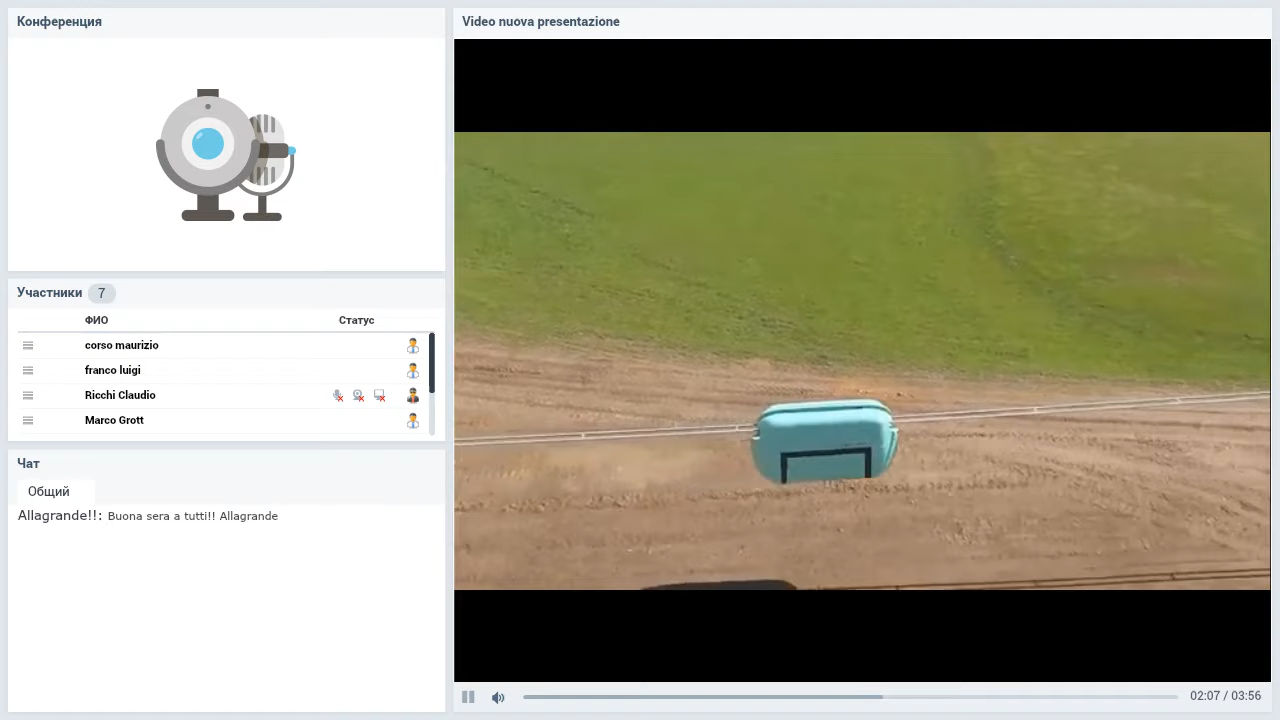 Конференция
Video nuova presentazione
Участники 7
ФИО Статус
corso maurizio
franco luigi
Ricchi Claudio
Marco Grott
Чат
Общий
Allagrande!!: Buona sera a tutti!! Allagrande
02:07 / 03:56